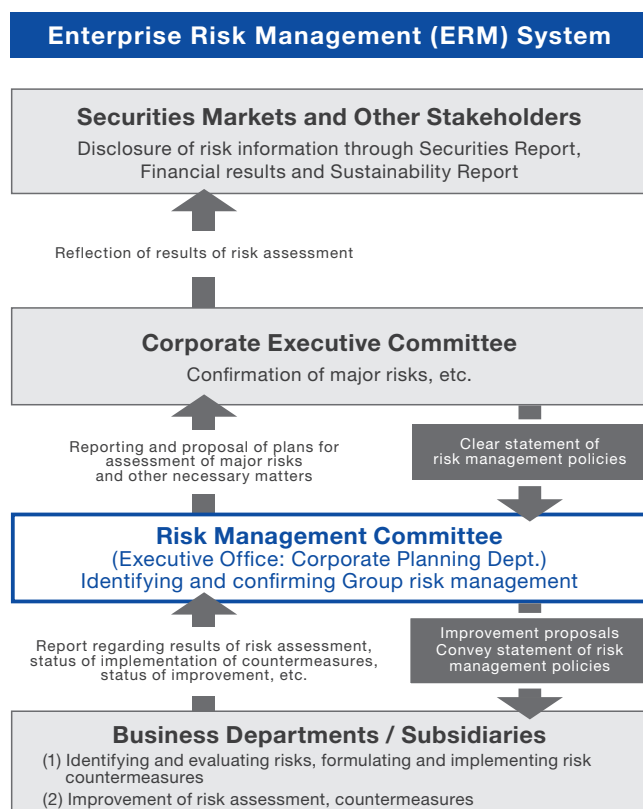 Enterprise Risk Management (ERM) System
Securities Markets and Other Stakeholders
Disclosure of risk information through Securities Report,
Financial results and Sustainability Report
Reflection of results of risk assessment
Corporate Executive Committee
Confirmation of major risks, etc.
Reporting and proposal of plans for
assessment of major risks
and other necessary matters
Clear statement of
risk management policies
Risk Management Committee
(Executive Office: Corporate Planning Dept.)
Identifying and confirming Group risk management
Report regarding results of risk assessment,
status of implementation of countermeasures,
status of improvement, etc.
Improvement proposals
Convey statement of risk
management policies
Business Departments / Subsidiaries
(1) Identifying and evaluating risks, formulating and implementing risk
countermeasures
(2) Improvement of risk assessment, countermeasures